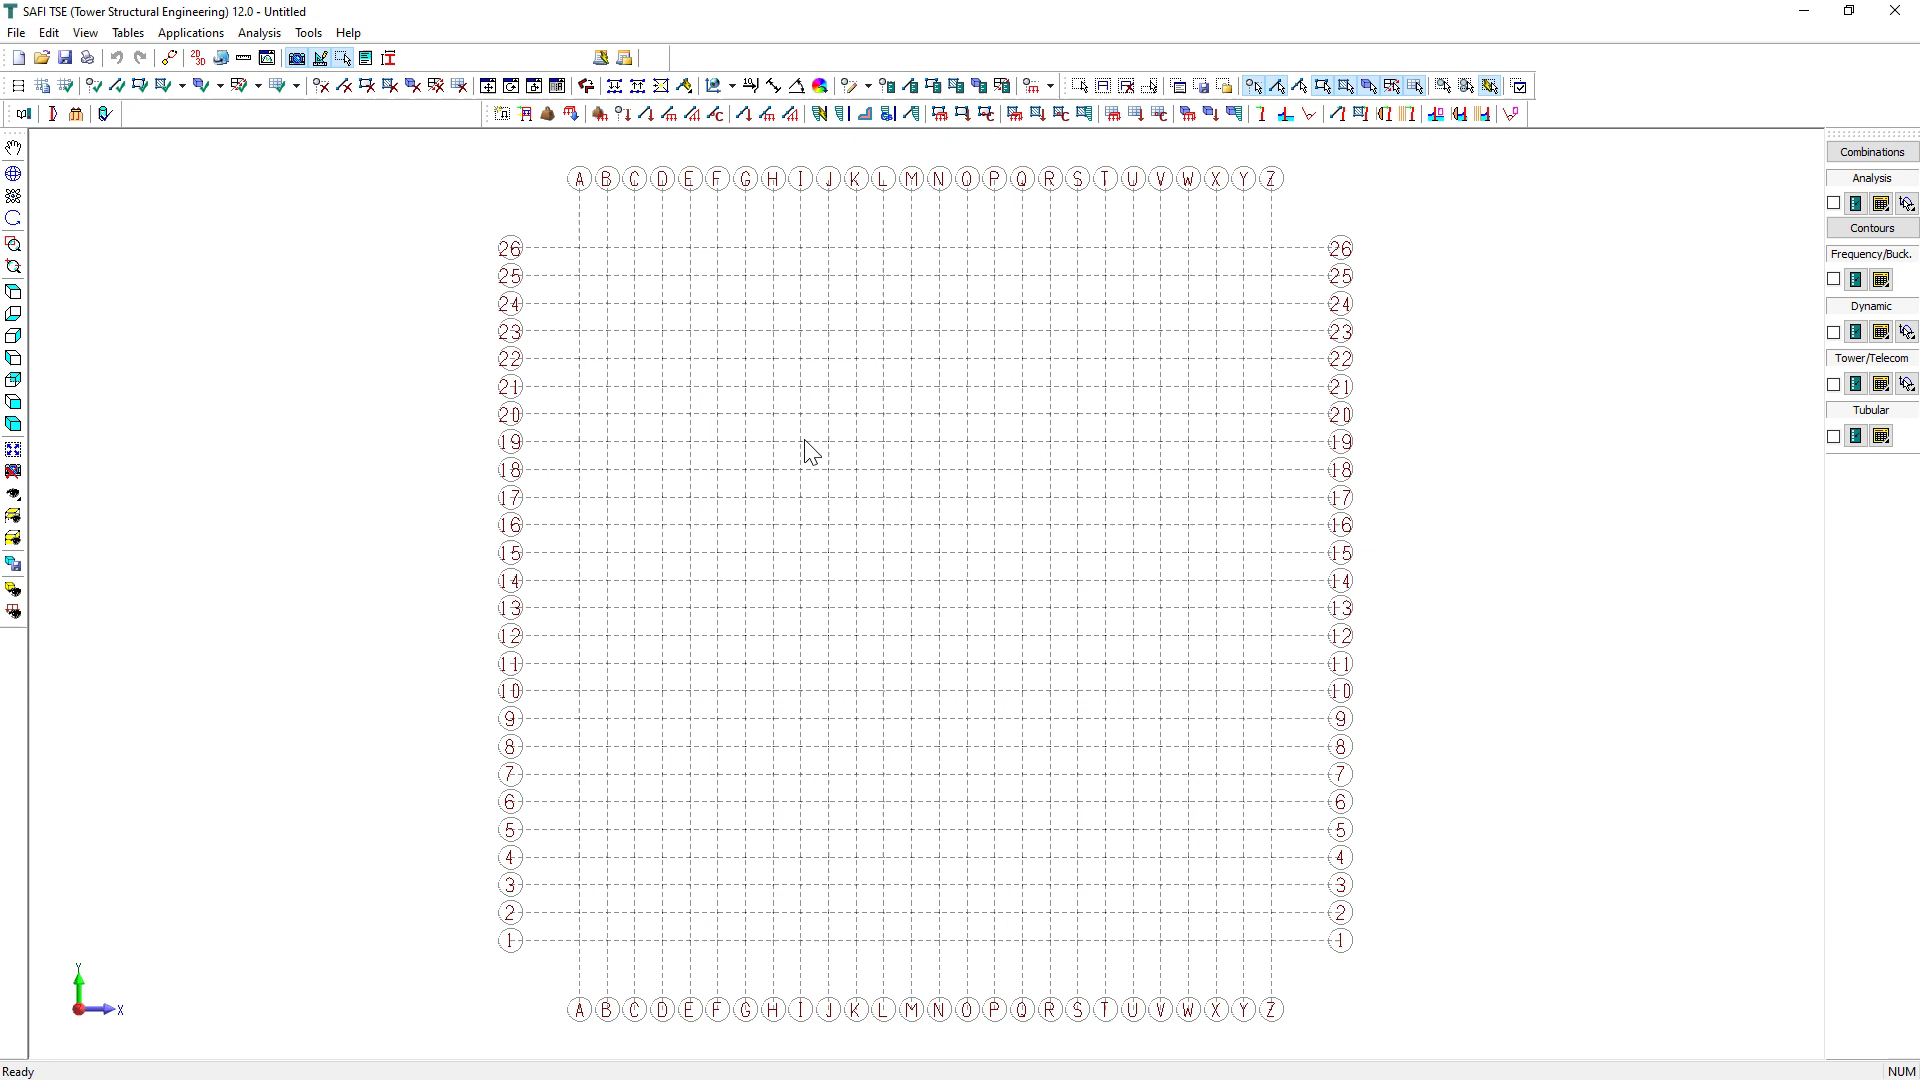 SAFI TSE (Tower Structural Engineering) 12.0 - Untitled
File Edit View Tables Applications Analysis Tools Help
2D
3D
A B C D E F G H I J K L M N O P Q R S T U V W X Y Z
26 26
25 25
24 24
23 23
22 22
21 21
20 20
19 19
18 18
17 17
16 16
15 15
14 14
13 13
12 12
11 11
10 10
9 9
8 8
7 7
6 6
5 5
4 4
3 3
2 2
1 1
A B C D E F G H I J K L M N O P Q R S T U V W X Y Z
Y
X
Combinations
Analysis
Contours
Frequency/Buck.
Dynamic
Tower/Telecom
Tubular
Ready
NUM